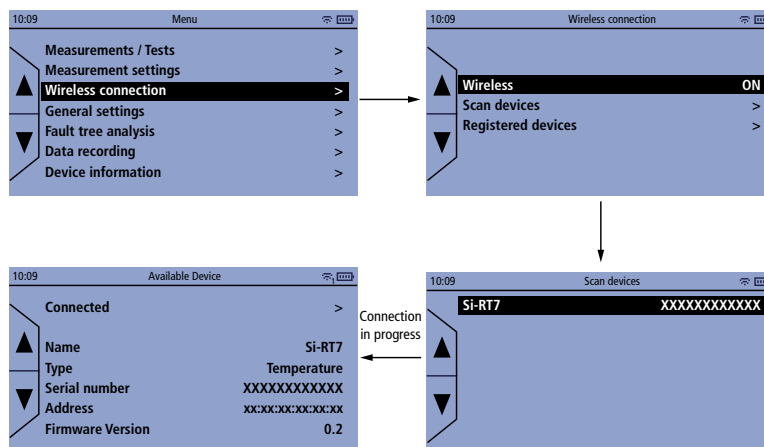 10:09 Menu
Measurements / Tests >
Measurement settings >
Wireless connection >
General settings >
Fault tree analysis >
Data recording >
Device information >
10:09 Wireless connection
Wireless ON
Scan devices >
Registered devices >
10:09 Scan devices
Si-RT7 XXXXXXXXXXXX
Connection
in progress
10:09 Available Device 1
Connected >
Name Si-RT7
Type Temperature
Serial number XXXXXXXXXXXX
Address xx:xx:xx:xx:xx:xx
Firmware Version 0.2